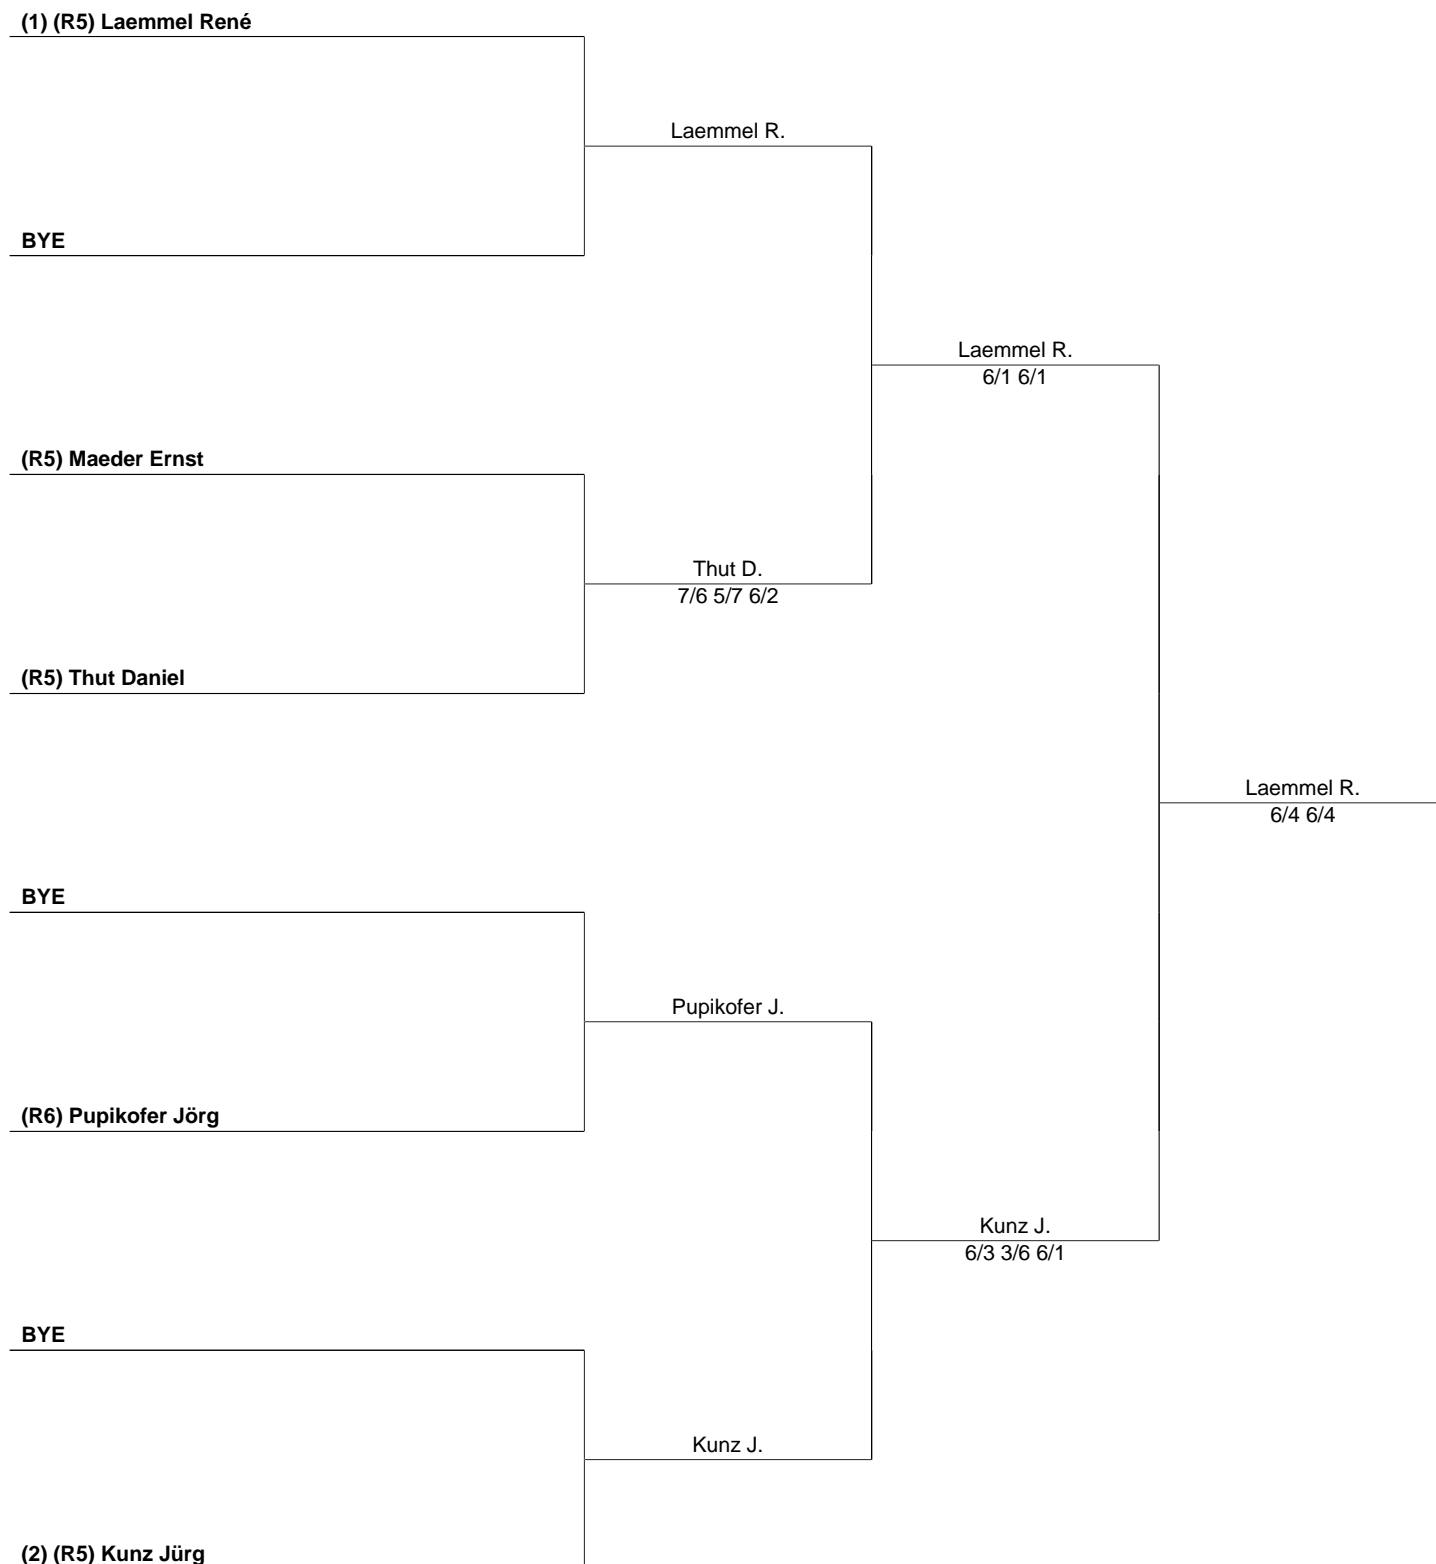 (1) (R5) Laemmel René
Laemmel R.
BYE
Laemmel R.
6/1 6/1
(R5) Maeder Ernst
Thut D.
7/6 5/7 6/2
(R5) Thut Daniel
Laemmel R.
6/4 6/4
BYE
Pupikofer J.
(R6) Pupikofer Jörg
Kunz J.
6/3 3/6 6/1
BYE
Kunz J.
(2) (R5) Kunz Jürg